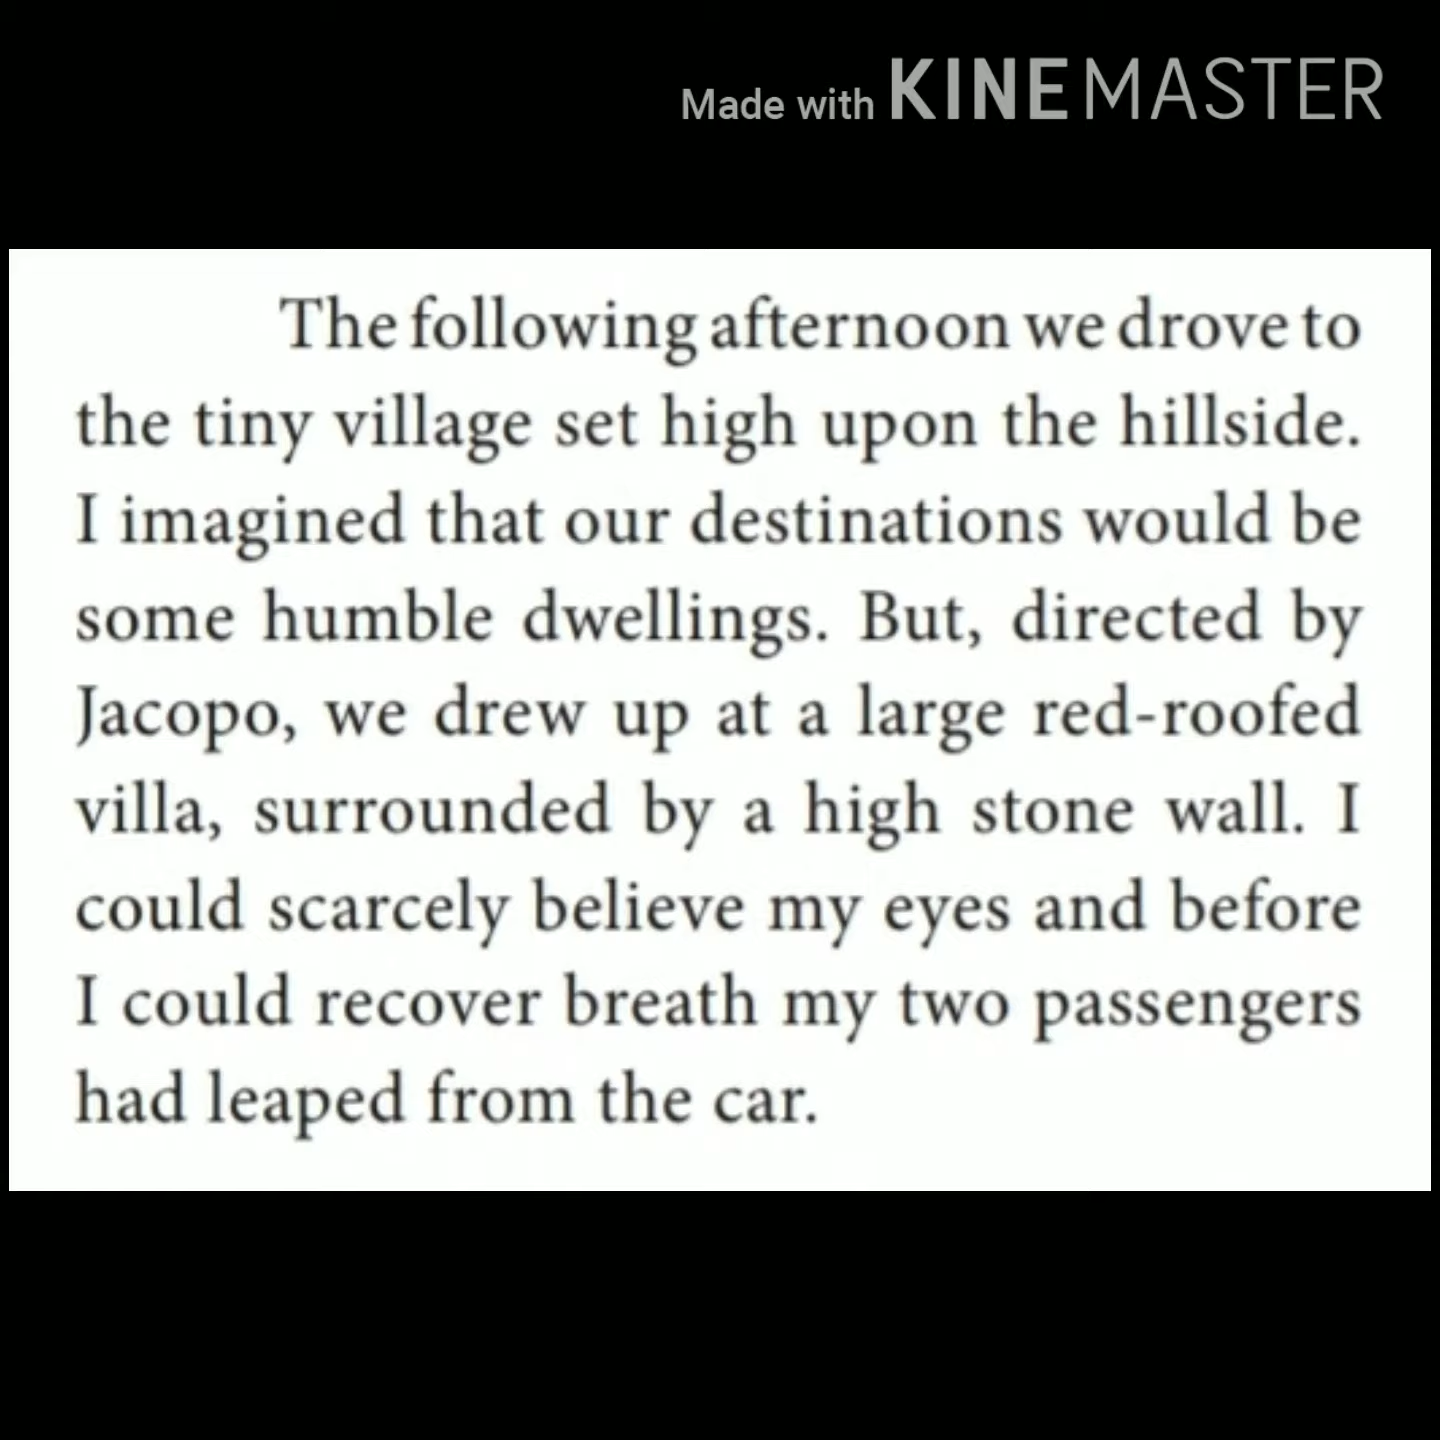 Made with KINEMASTER
The following afternoon we drove to
the tiny village set high upon the hillside.
I imagined that our destinations would be
some humble dwellings. But, directed by
Jacopo, we drew up at a large red-roofed
villa, surrounded by a high stone wall. I
could scarcely believe my eyes and before
I could recover breath my two passengers
had leaped from the car.